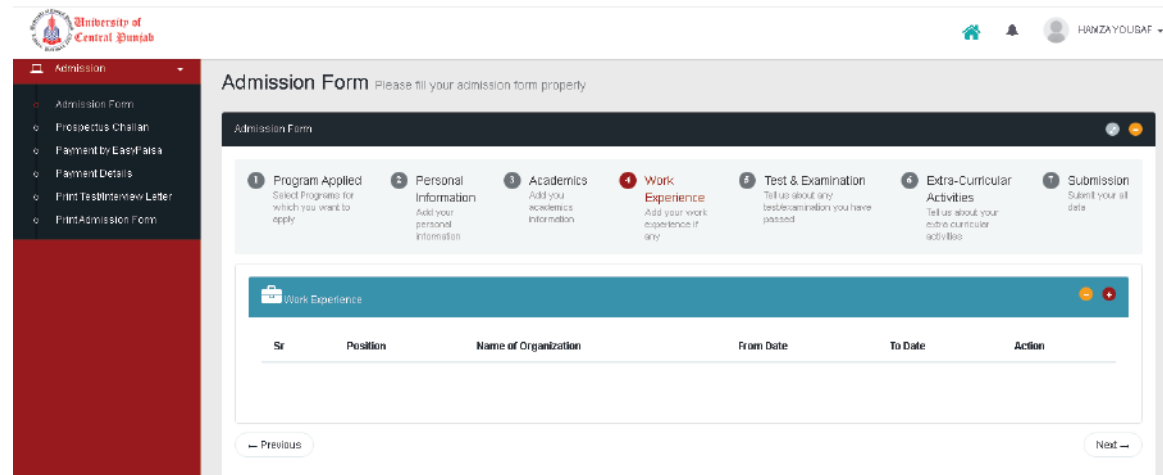 University of
Central Punjab
HAMZA YOUSAF
Admission
Admission Form
Prospectus Challan
Payment by EasyPaisa
Payment Details
Print Test/Interview Letter
Print Admission Form
Admission Form Please fill your admission form properly
Admission Form
1 Program Applied
Select Programs for
which you want to
apply
2 Personal
Information
Add your
personal
information
3 Academics
Add you
academics
information
4 Work
Experience
Add your work
experience if
any
5 Test & Examination
Tell us about any
test/examination you have
passed
6 Extra-Curricular
Activities
Tell us about your
extra curricular
activities
7 Submission
Submit your all
data
Work Experience
Sr Position Name of Organization From Date To Date Action
← Previous
Next →